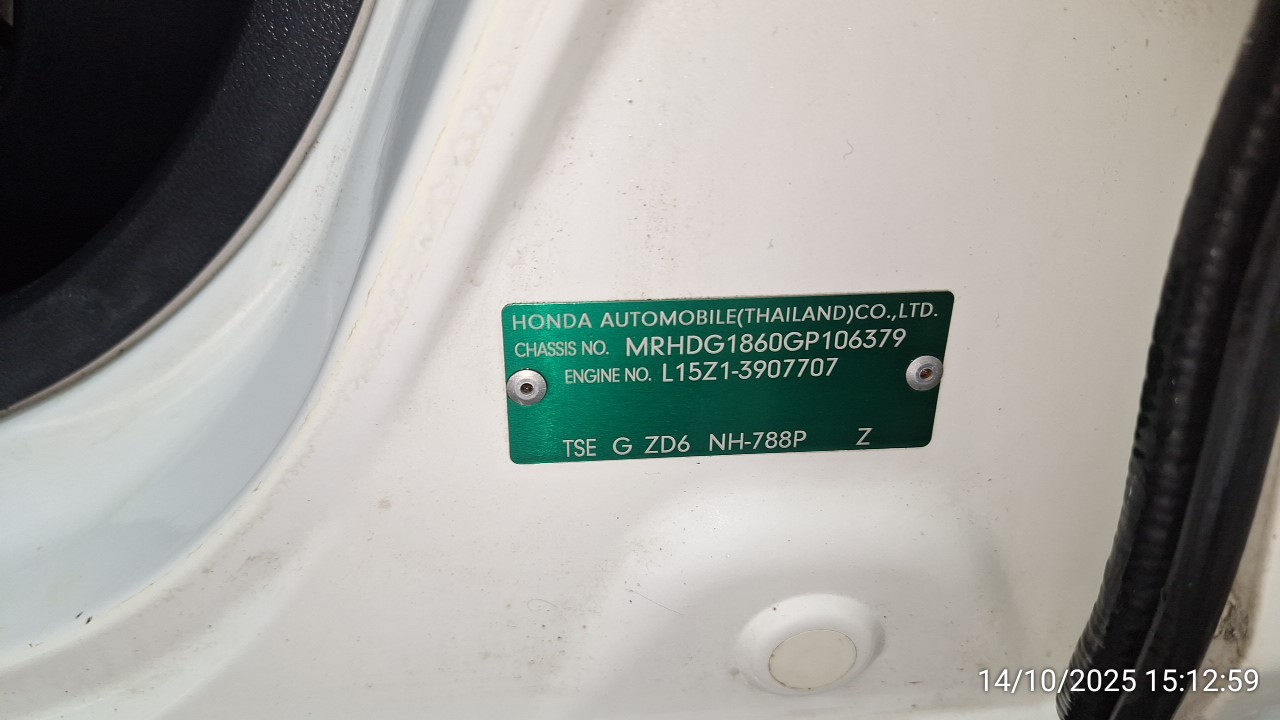 HONDA AUTOMOBILE(THAILAND)CO.,LTD.
CHASSIS NO. MRHDG1860GP106379
ENGINE NO. L15Z1-3907707
TSE G ZD6 NH-788P Z
14/10/2025 15:12:59